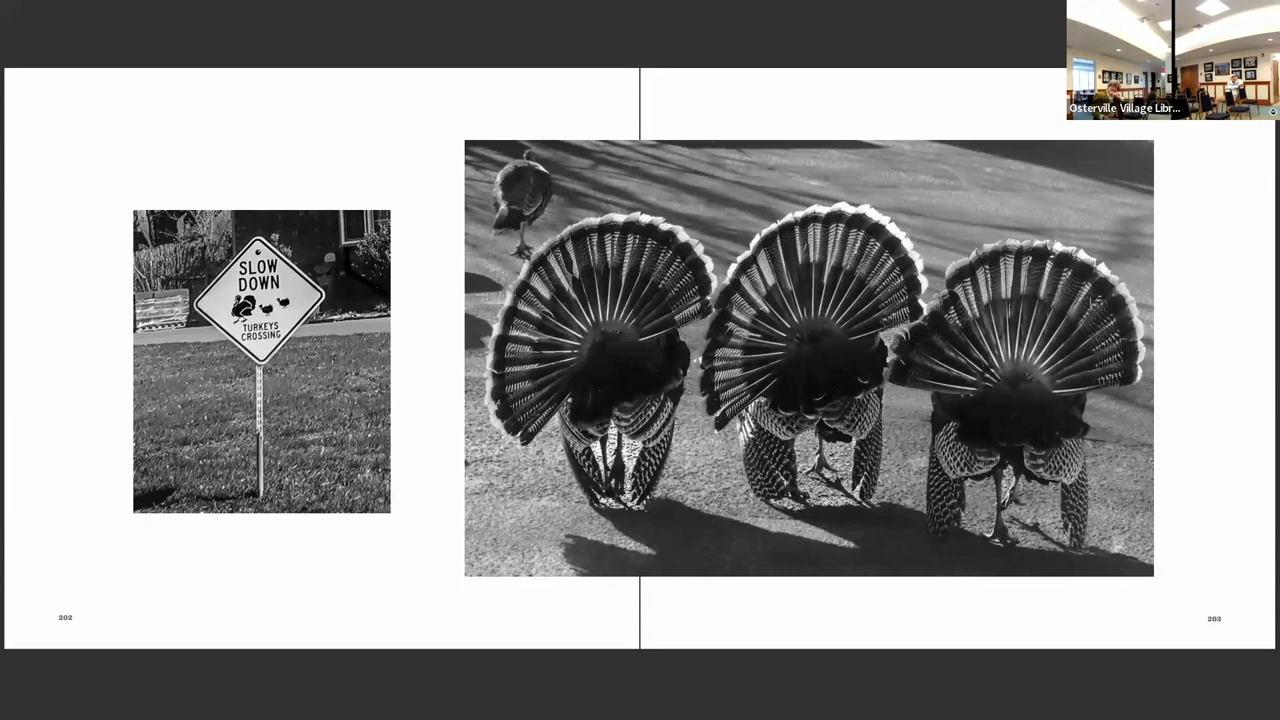 Osterville Village Libr...
SLOW
DOWN
TURKEYS
CROSSING
202
203